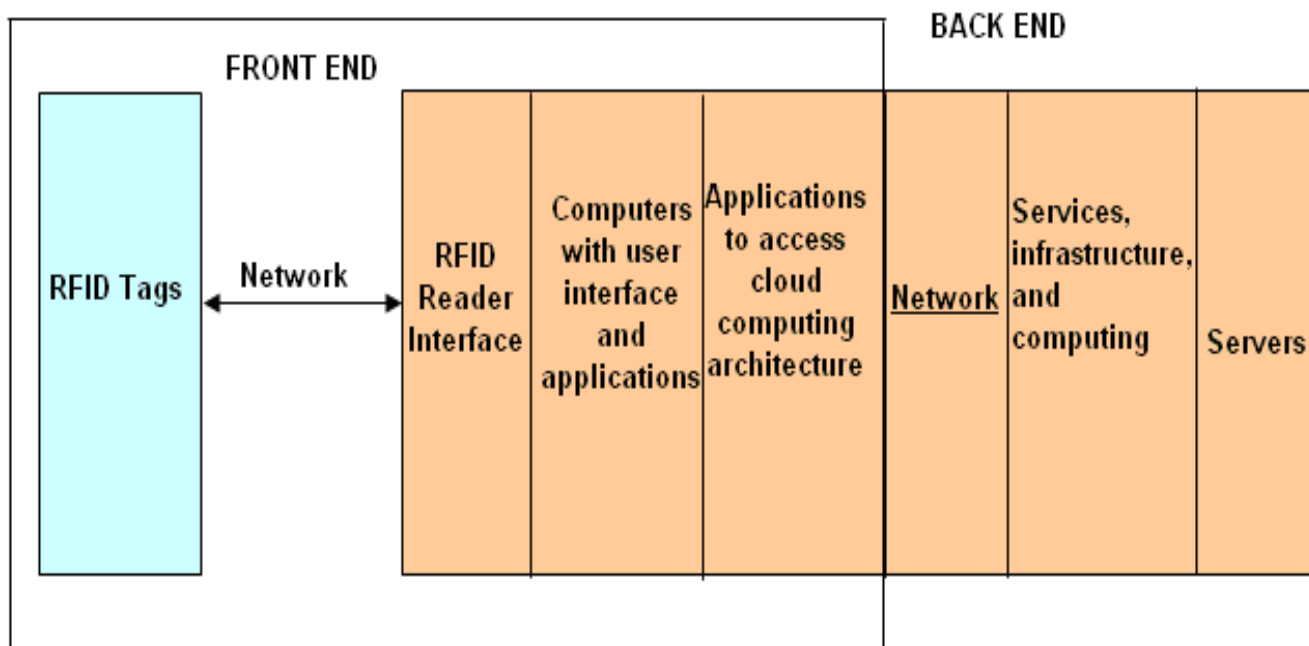 BACK END
FRONT END
RFID Tags
Network
RFID
Reader
Interface
Computers
with user
interface
and
applications
Applications
to access
cloud
computing
architecture
Network
Services,
infrastructure,
and
computing
Servers